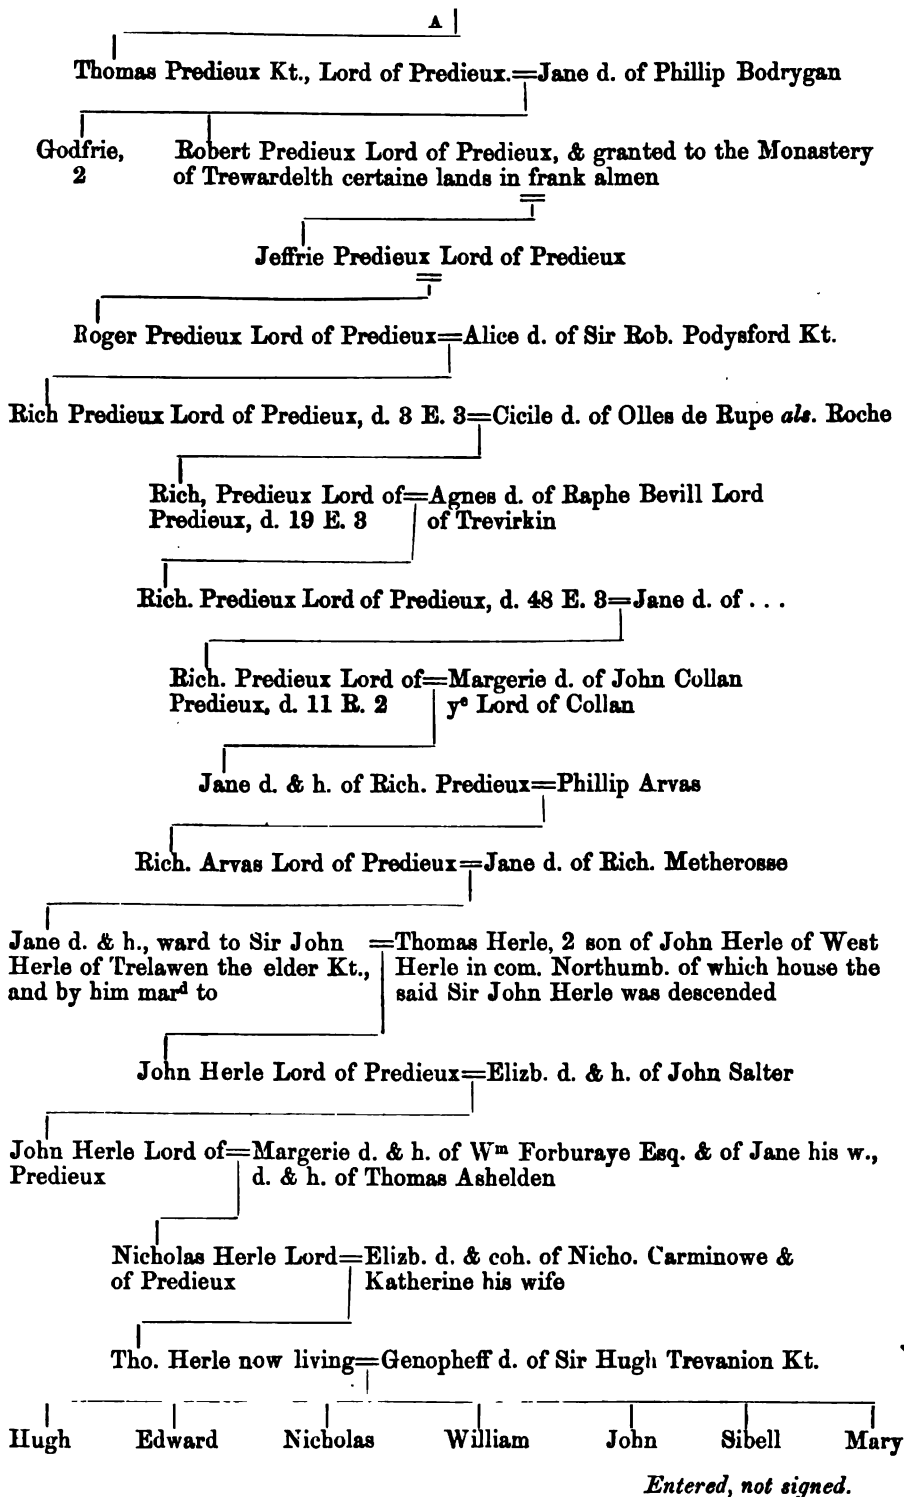 A
Thomas Predieux Kt., Lord of Predieux.=Jane d. of Phillip Bodrygan
Godfrie,
2
Robert Predieux Lord of Predieux, & granted to the Monastery
of Trewardelth certaine lands in frank almen
=
Jeffrie Predieux Lord of Predieux
=
Roger Predieux Lord of Predieux=Alice d. of Sir Rob. Podysford Kt.
Rich Predieux Lord of Predieux, d. 3 E. 3=Cicile d. of Olles de Rupe als. Roche
Rich, Predieux Lord of=Agnes d. of Raphe Bevill Lord
Predieux, d. 19 E. 3 of Trevirkin
Rich. Predieux Lord of Predieux, d. 48 E. 3=Jane d. of . . .
Rich. Predieux Lord of=Margerie d. of John Collan
Predieux, d. 11 R. 2 yᵉ Lord of Collan
Jane d. & h. of Rich. Predieux=Phillip Arvas
Rich. Arvas Lord of Predieux=Jane d. of Rich. Metherosse
Jane d. & h., ward to Sir John =Thomas Herle, 2 son of John Herle of West
Herle of Trelawen the elder Kt., Herle in com. Northumb. of which house the
and by him marᵈ to said Sir John Herle was descended
John Herle Lord of Predieux=Elizb. d. & h. of John Salter
John Herle Lord of=Margerie d. & h. of Wᵐ Forburaye Esq. & of Jane his w.,
Predieux d. & h. of Thomas Ashelden
Nicholas Herle Lord=Elizb. d. & coh. of Nicho. Carminowe &
of Predieux Katherine his wife
Tho. Herle now living=Genopheff d. of Sir Hugh Trevanion Kt.
Hugh Edward Nicholas William John Sibell Mary
Entered, not signed.